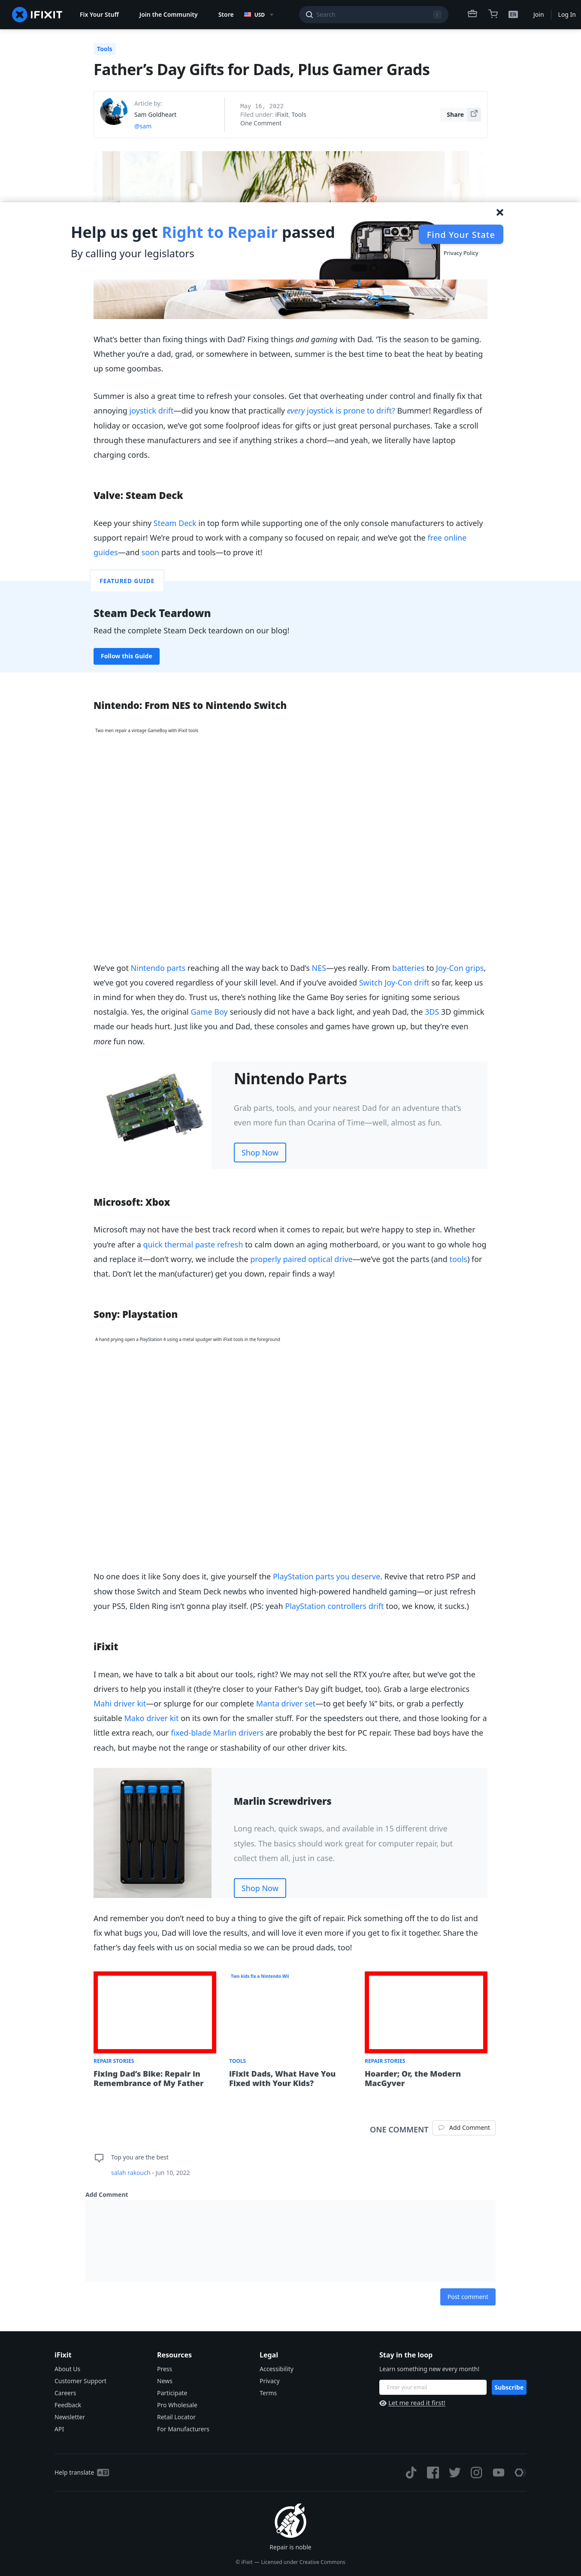 IFIXIT
Fix Your Stuff
Join the Community
Store
USD
Search
/
EN
Join
Log In
Tools
Father's Day Gifts for Dads, Plus Gamer Grads
Article by:
Sam Goldheart
@sam
May 16, 2022
Filed under: iFixit, Tools
One Comment
Share
Help us get Right to Repair passed
By calling your legislators
Find Your State
Privacy Policy
What's better than fixing things with Dad? Fixing things and gaming with Dad. 'Tis the season to be gaming.
Whether you're a dad, grad, or somewhere in between, summer is the best time to beat the heat by beating
up some goombas.
Summer is also a great time to refresh your consoles. Get that overheating under control and finally fix that
annoying joystick drift—did you know that practically every joystick is prone to drift? Bummer! Regardless of
holiday or occasion, we've got some foolproof ideas for gifts or just great personal purchases. Take a scroll
through these manufacturers and see if anything strikes a chord—and yeah, we literally have laptop
charging cords.
Valve: Steam Deck
Keep your shiny Steam Deck in top form while supporting one of the only console manufacturers to actively
support repair! We're proud to work with a company so focused on repair, and we've got the free online
guides—and soon parts and tools—to prove it!
FEATURED GUIDE
Steam Deck Teardown
Read the complete Steam Deck teardown on our blog!
Follow this Guide
Nintendo: From NES to Nintendo Switch
Two men repair a vintage GameBoy with iFixit tools
We've got Nintendo parts reaching all the way back to Dad's NES—yes really. From batteries to Joy-Con grips,
we've got you covered regardless of your skill level. And if you've avoided Switch Joy-Con drift so far, keep us
in mind for when they do. Trust us, there's nothing like the Game Boy series for igniting some serious
nostalgia. Yes, the original Game Boy seriously did not have a back light, and yeah Dad, the 3DS 3D gimmick
made our heads hurt. Just like you and Dad, these consoles and games have grown up, but they're even
more fun now.
Nintendo Parts
Grab parts, tools, and your nearest Dad for an adventure that's
even more fun than Ocarina of Time—well, almost as fun.
Shop Now
Microsoft: Xbox
Microsoft may not have the best track record when it comes to repair, but we're happy to step in. Whether
you're after a quick thermal paste refresh to calm down an aging motherboard, or you want to go whole hog
and replace it—don't worry, we include the properly paired optical drive—we've got the parts (and tools) for
that. Don't let the man(ufacturer) get you down, repair finds a way!
Sony: Playstation
A hand prying open a PlayStation 4 using a metal spudger with iFixit tools in the foreground
No one does it like Sony does it, give yourself the PlayStation parts you deserve. Revive that retro PSP and
show those Switch and Steam Deck newbs who invented high-powered handheld gaming—or just refresh
your PS5, Elden Ring isn't gonna play itself. (PS: yeah PlayStation controllers drift too, we know, it sucks.)
iFixit
I mean, we have to talk a bit about our tools, right? We may not sell the RTX you're after, but we've got the
drivers to help you install it (they're closer to your Father's Day gift budget, too). Grab a large electronics
Mahi driver kit—or splurge for our complete Manta driver set—to get beefy ¼" bits, or grab a perfectly
suitable Mako driver kit on its own for the smaller stuff. For the speedsters out there, and those looking for a
little extra reach, our fixed-blade Marlin drivers are probably the best for PC repair. These bad boys have the
reach, but maybe not the range or stashability of our other driver kits.
Marlin Screwdrivers
Long reach, quick swaps, and available in 15 different drive
styles. The basics should work great for computer repair, but
collect them all, just in case.
Shop Now
And remember you don't need to buy a thing to give the gift of repair. Pick something off the to do list and
fix what bugs you, Dad will love the results, and will love it even more if you get to fix it together. Share the
father's day feels with us on social media so we can be proud dads, too!
Two kids fix a Nintendo Wii
REPAIR STORIES
Fixing Dad's Bike: Repair in
Remembrance of My Father
TOOLS
iFixit Dads, What Have You
Fixed with Your Kids?
REPAIR STORIES
Hoarder; Or, the Modern
MacGyver
ONE COMMENT
Add Comment
Top you are the best
salah rakouch - Jun 10, 2022
Add Comment
Post comment
iFixit
About Us
Customer Support
Careers
Feedback
Newsletter
API
Resources
Press
News
Participate
Pro Wholesale
Retail Locator
For Manufacturers
Legal
Accessibility
Privacy
Terms
Stay in the loop
Learn something new every month!
Enter your email
Subscribe
Let me read it first!
Help translate
Repair is noble
© iFixit — Licensed under Creative Commons